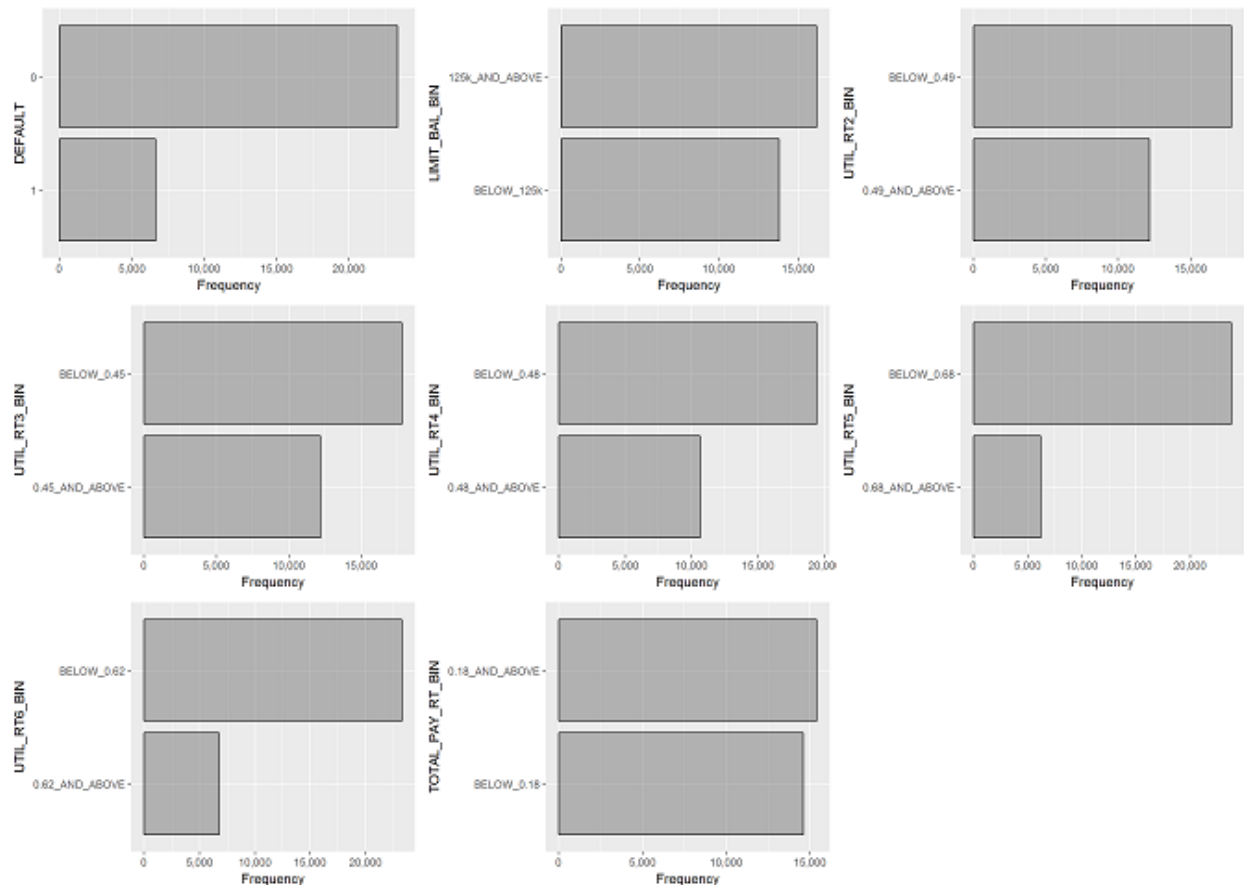 DEFAULT
0
1
0 5,000 10,000 15,000 20,000
Frequency
LIMIT_BAL_BIN
125k_AND_ABOVE
BELOW_125k
0 5,000 10,000 15,000
Frequency
UTIL_RT2_BIN
BELOW_0.49
0.49_AND_ABOVE
0 5,000 10,000 15,000
Frequency
UTIL_RT3_BIN
BELOW_0.45
0.45_AND_ABOVE
0 5,000 10,000 15,000
Frequency
UTIL_RT4_BIN
BELOW_0.48
0.48_AND_ABOVE
0 5,000 10,000 15,000 20,000
Frequency
UTIL_RT5_BIN
BELOW_0.68
0.68_AND_ABOVE
0 5,000 10,000 15,000 20,000
Frequency
UTIL_RT6_BIN
BELOW_0.62
0.62_AND_ABOVE
0 5,000 10,000 15,000 20,000
Frequency
TOTAL_PAY_RT_BIN
0.18_AND_ABOVE
BELOW_0.18
0 5,000 10,000 15,000
Frequency